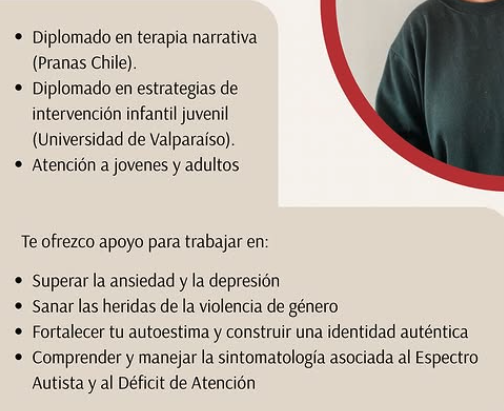 • Diplomado en terapia narrativa
(Pranas Chile).
• Diplomado en estrategias de
intervención infantil juvenil
(Universidad de Valparaíso).
• Atención a jovenes y adultos
Te ofrezco apoyo para trabajar en:
• Superar la ansiedad y la depresión
• Sanar las heridas de la violencia de género
• Fortalecer tu autoestima y construir una identidad auténtica
• Comprender y manejar la sintomatología asociada al Espectro
Autista y al Déficit de Atención